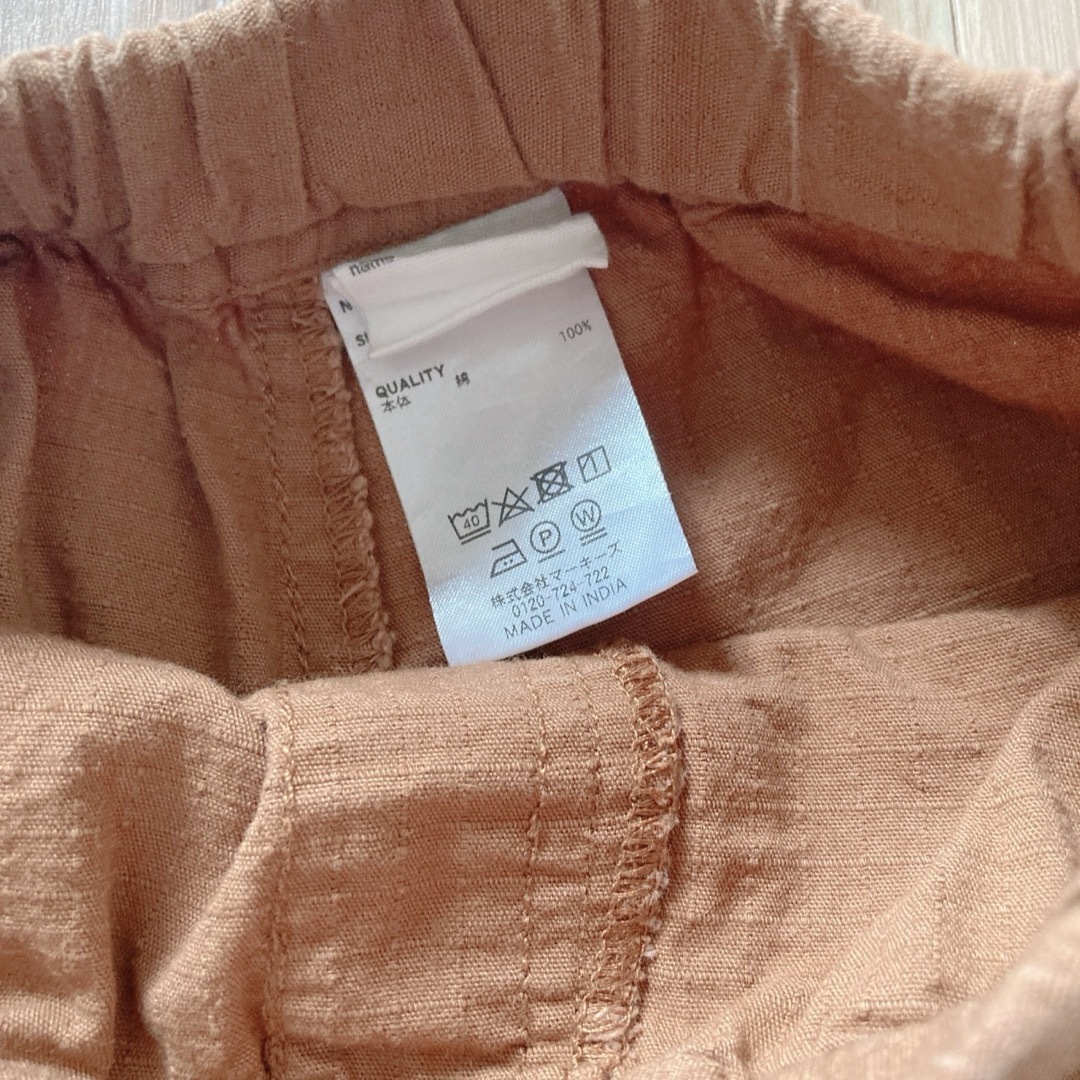 name
QUALITY
本体 綿 100%
40
P W
株式会社マーキーズ
0120-724-722
MADE IN INDIA